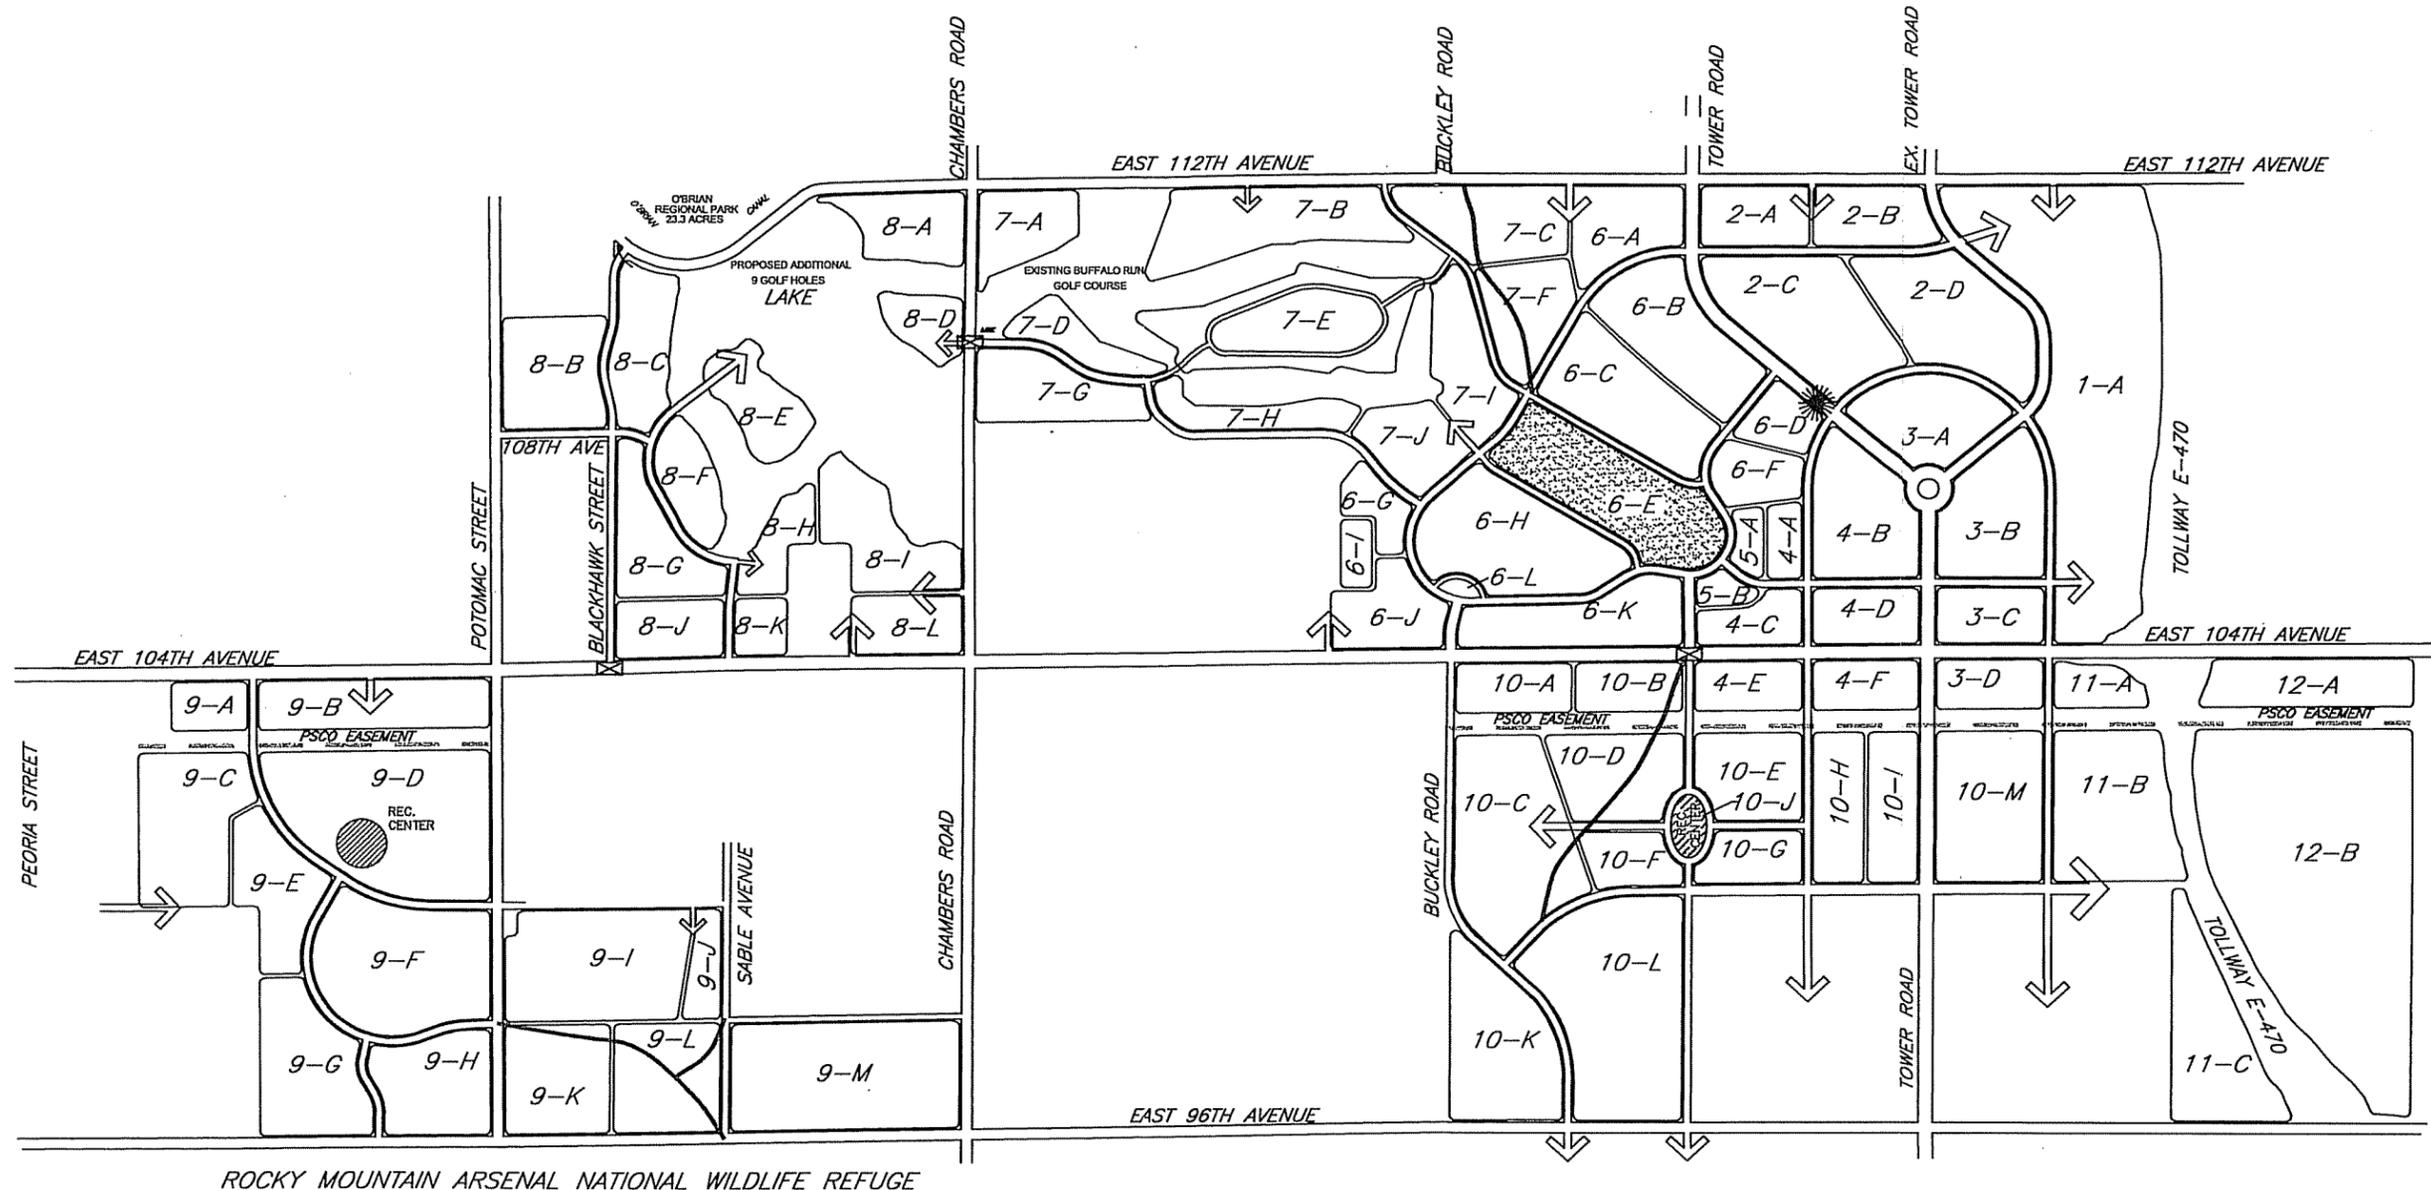 CHAMBERS ROAD
BUCKLEY ROAD
TOWER ROAD
EX. TOWER ROAD
EAST 112TH AVENUE
EAST 112TH AVENUE
O'BRIAN
REGIONAL PARK
23.3 ACRES
O'BRIAN
CANAL
8-A
7-A
7-B
7-C
6-A
2-A
2-B
PROPOSED ADDITIONAL
9 GOLF HOLES
LAKE
EXISTING BUFFALO RUN
GOLF COURSE
8-D
7-D
7-E
7-F
6-B
2-C
2-D
8-B
8-C
8-E
7-G
7-H
7-I
6-C
1-A
108TH AVE
8-F
7-J
6-D
3-A
6-F
TOLLWAY E-470
POTOMAC STREET
BLACKHAWK STREET
8-H
8-G
8-I
6-G
6-H
6-E
6-I
5-A
4-A
4-B
3-B
8-J
8-K
8-L
6-J
6-L
6-K
5-B
4-C
4-D
3-C
EAST 104TH AVENUE
EAST 104TH AVENUE
9-A
9-B
10-A
10-B
4-E
4-F
3-D
11-A
12-A
PSCO EASEMENT
PSCO EASEMENT
PSCO EASEMENT
PEORIA STREET
9-C
9-D
REC.
CENTER
10-C
10-D
10-E
10-J
REC.
CENTER
10-H
10-I
10-M
11-B
12-B
9-E
10-F
10-G
SABLE AVENUE
CHAMBERS ROAD
BUCKLEY ROAD
9-F
9-I
9-J
10-L
TOWER ROAD
TOLLWAY E-470
9-G
9-H
9-L
9-K
9-M
10-K
11-C
EAST 96TH AVENUE
ROCKY MOUNTAIN ARSENAL NATIONAL WILDLIFE REFUGE